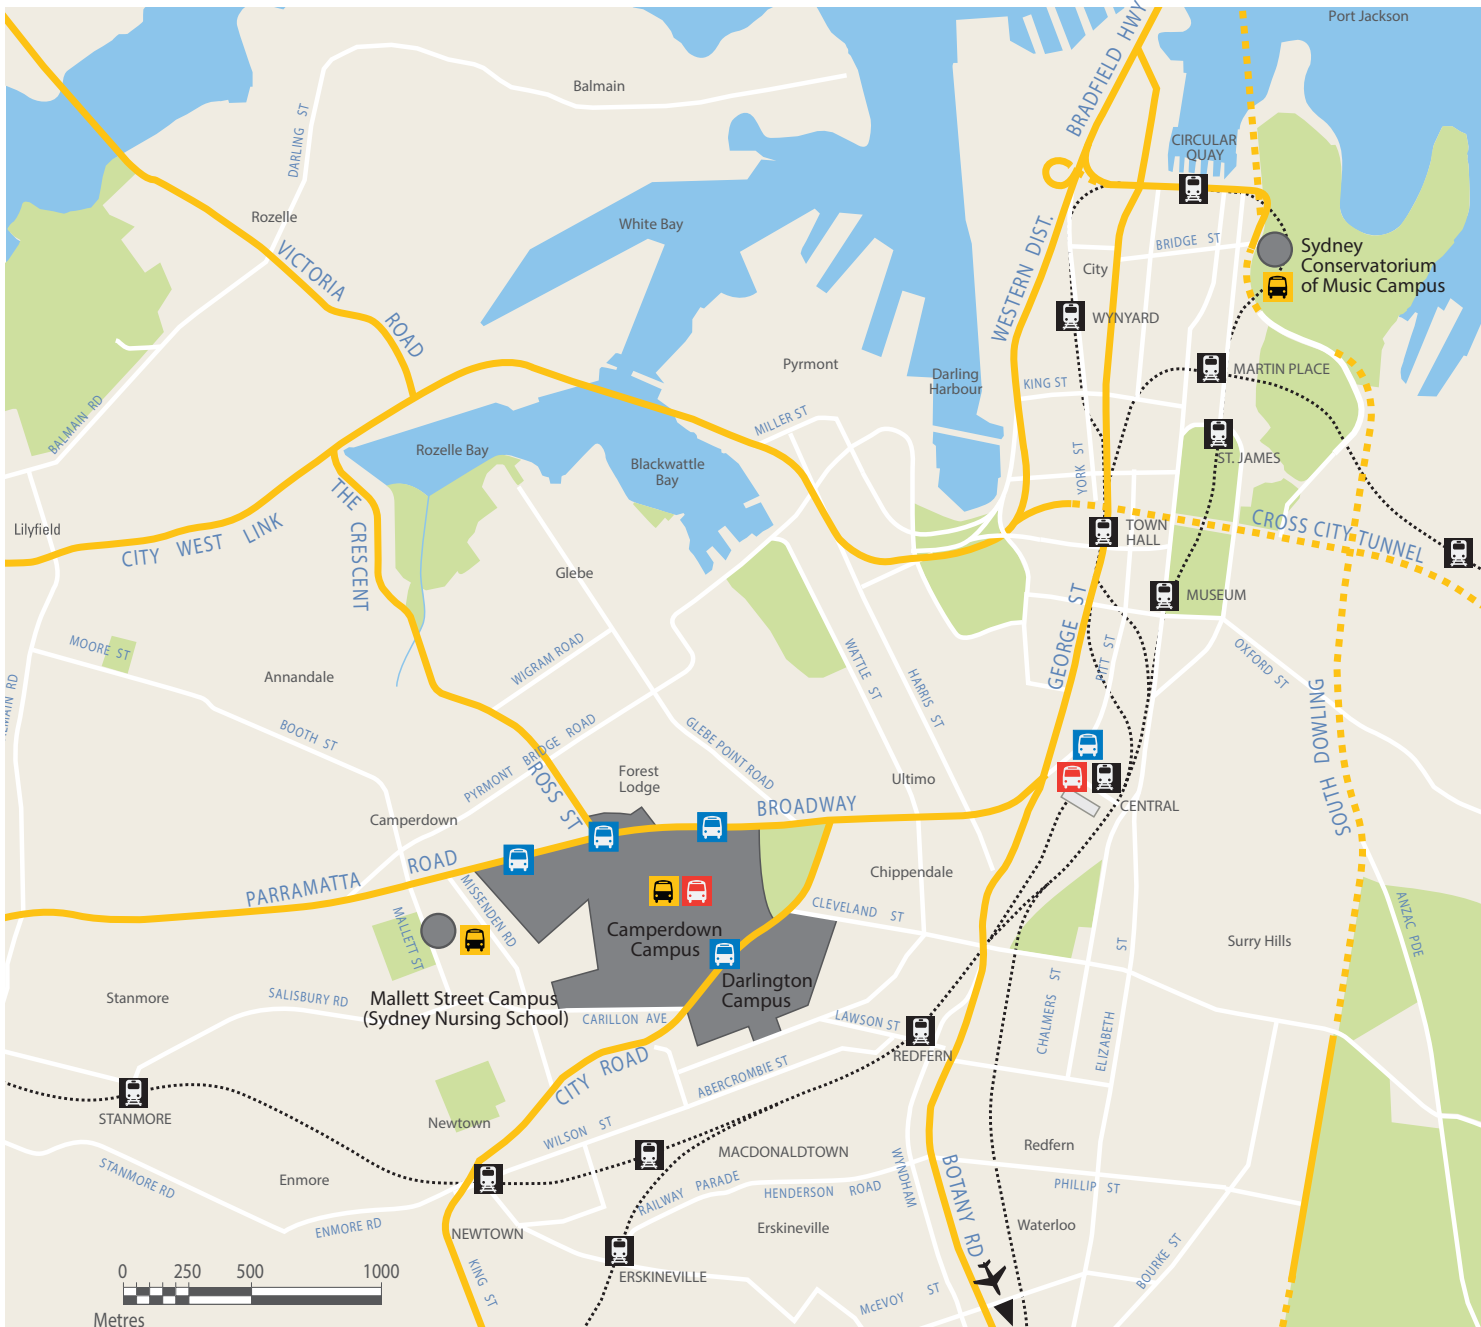 Port Jackson
BRADFIELD HWY
Balmain
DARLING ST
CIRCULAR
QUAY
Rozelle
White Bay
WESTERN DIST.
BRIDGE ST
City
Sydney
Conservatorium
of Music Campus
VICTORIA
ROAD
WYNYARD
Pyrmont
Darling
Harbour
MARTIN PLACE
KING ST
BALMAIN RD
MILLER ST
Rozelle Bay
Blackwattle
Bay
YORK ST
ST. JAMES
Lilyfield
CITY WEST LINK
THE CRESCENT
TOWN
HALL
CROSS CITY TUNNEL
Glebe
MUSEUM
GEORGE ST
PITT ST
OXFORD ST
MOORE ST
Annandale
WIGRAM ROAD
WATTLE ST
HARRIS ST
SOUTH DOWLING
BOOTH ST
PYRMONT BRIDGE ROAD
GLEBE POINT ROAD
ROSS ST
Forest
Lodge
Ultimo
BROADWAY
CENTRAL
Camperdown
PARRAMATTA ROAD
MISSENDEN RD
MALLETT ST
Chippendale
CLEVELAND ST
Camperdown
Campus
Surry Hills
ANZAC PDE
Stanmore
SALISBURY RD
Mallett Street Campus
(Sydney Nursing School)
CARILLON AVE
Darlington
Campus
LAWSON ST
REDFERN
CHALMERS ST
ELIZABETH ST
CITY ROAD
ABERCROMBIE ST
STANMORE
Newtown
WILSON ST
MACDONALDTOWN
WYNDHAM
Redfern
STANMORE RD
Enmore
RAILWAY PARADE
HENDERSON ROAD
BOTANY RD
PHILLIP ST
ENMORE RD
NEWTOWN
Erskineville
Waterloo
BOURKE ST
KING ST
ERSKINEVILLE
McEVOY ST
0 250 500 1000
Metres